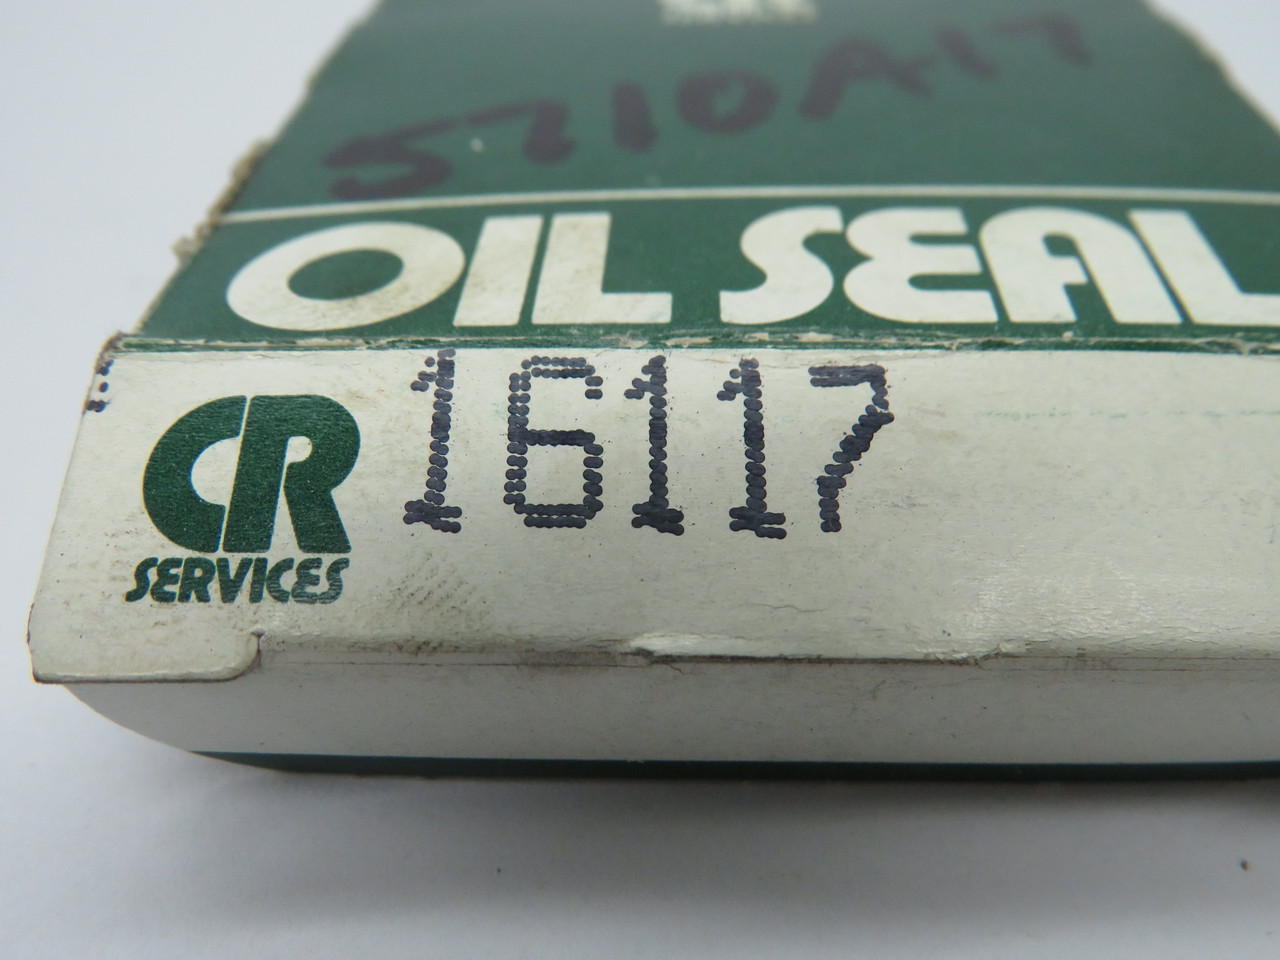 5710A17
OIL SEAL
CR
SERVICES
16117